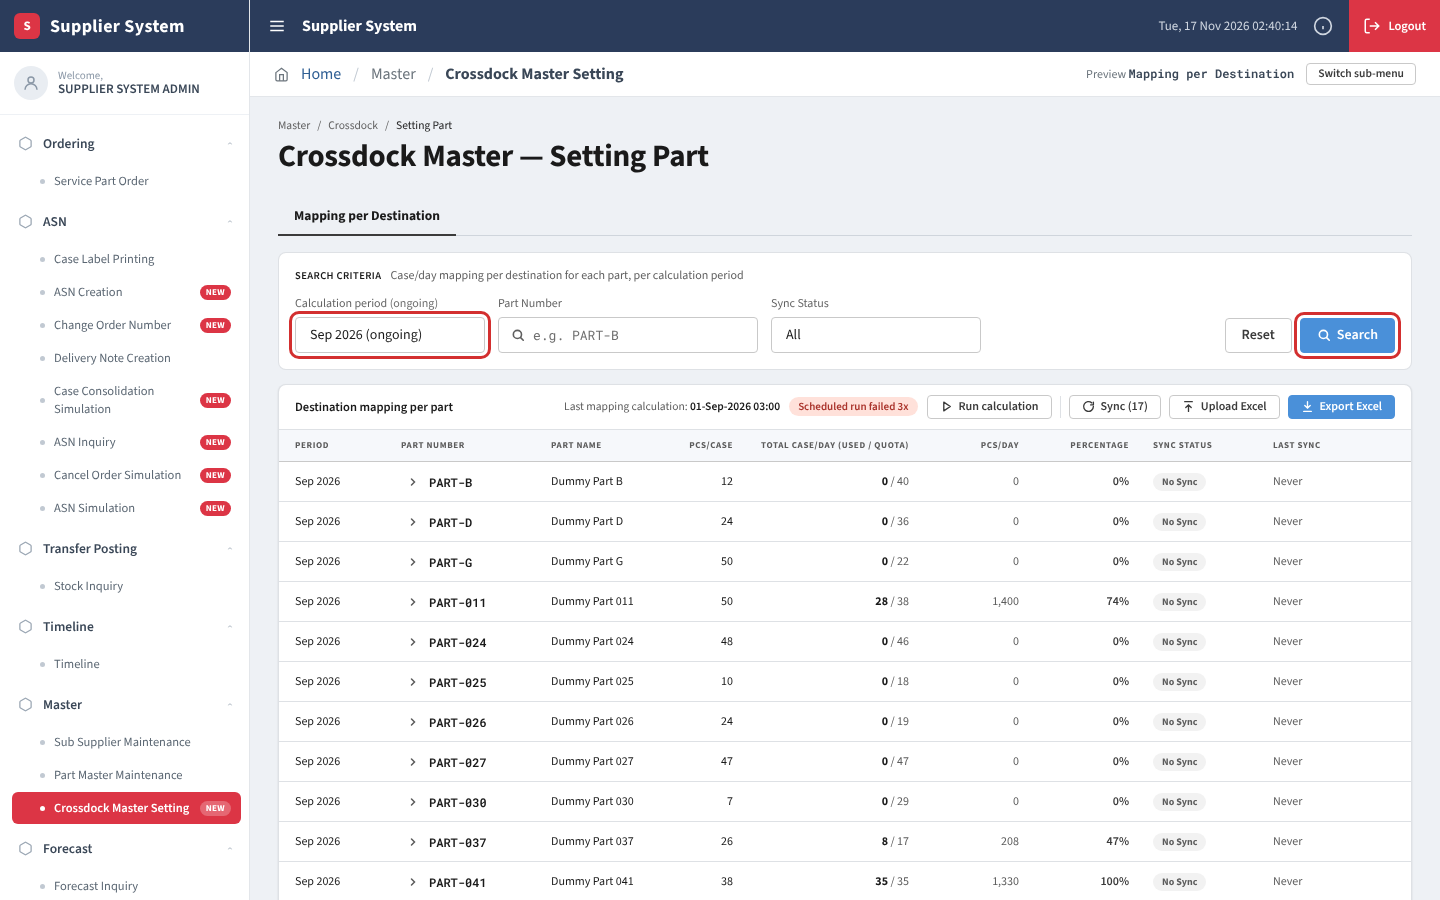 S Supplier System
Supplier System
Tue, 17 Nov 2026 02:40:14
Logout
Welcome,
SUPPLIER SYSTEM ADMIN
Home / Master / Crossdock Master Setting
Preview Mapping per Destination
Switch sub-menu
Ordering
Service Part Order
ASN
Case Label Printing
ASN Creation NEW
Change Order Number NEW
Delivery Note Creation
Case Consolidation
Simulation NEW
ASN Inquiry NEW
Cancel Order Simulation NEW
ASN Simulation NEW
Transfer Posting
Stock Inquiry
Timeline
Timeline
Master
Sub Supplier Maintenance
Part Master Maintenance
Crossdock Master Setting NEW
Forecast
Forecast Inquiry
Master / Crossdock / Setting Part
Crossdock Master — Setting Part
Mapping per Destination
SEARCH CRITERIA Case/day mapping per destination for each part, per calculation period
Calculation period (ongoing) Part Number Sync Status
Sep 2026 (ongoing) e.g. PART-B All Reset Search
Destination mapping per part Last mapping calculation: 01-Sep-2026 03:00 Scheduled run failed 3x Run calculation Sync (17) Upload Excel Export Excel
PERIOD PART NUMBER PART NAME PCS/CASE TOTAL CASE/DAY (USED / QUOTA) PCS/DAY PERCENTAGE SYNC STATUS LAST SYNC
Sep 2026 PART-B Dummy Part B 12 0 / 40 0 0% No Sync Never
Sep 2026 PART-D Dummy Part D 24 0 / 36 0 0% No Sync Never
Sep 2026 PART-G Dummy Part G 50 0 / 22 0 0% No Sync Never
Sep 2026 PART-011 Dummy Part 011 50 28 / 38 1,400 74% No Sync Never
Sep 2026 PART-024 Dummy Part 024 48 0 / 46 0 0% No Sync Never
Sep 2026 PART-025 Dummy Part 025 10 0 / 18 0 0% No Sync Never
Sep 2026 PART-026 Dummy Part 026 24 0 / 19 0 0% No Sync Never
Sep 2026 PART-027 Dummy Part 027 47 0 / 47 0 0% No Sync Never
Sep 2026 PART-030 Dummy Part 030 7 0 / 29 0 0% No Sync Never
Sep 2026 PART-037 Dummy Part 037 26 8 / 17 208 47% No Sync Never
Sep 2026 PART-041 Dummy Part 041 38 35 / 35 1,330 100% No Sync Never